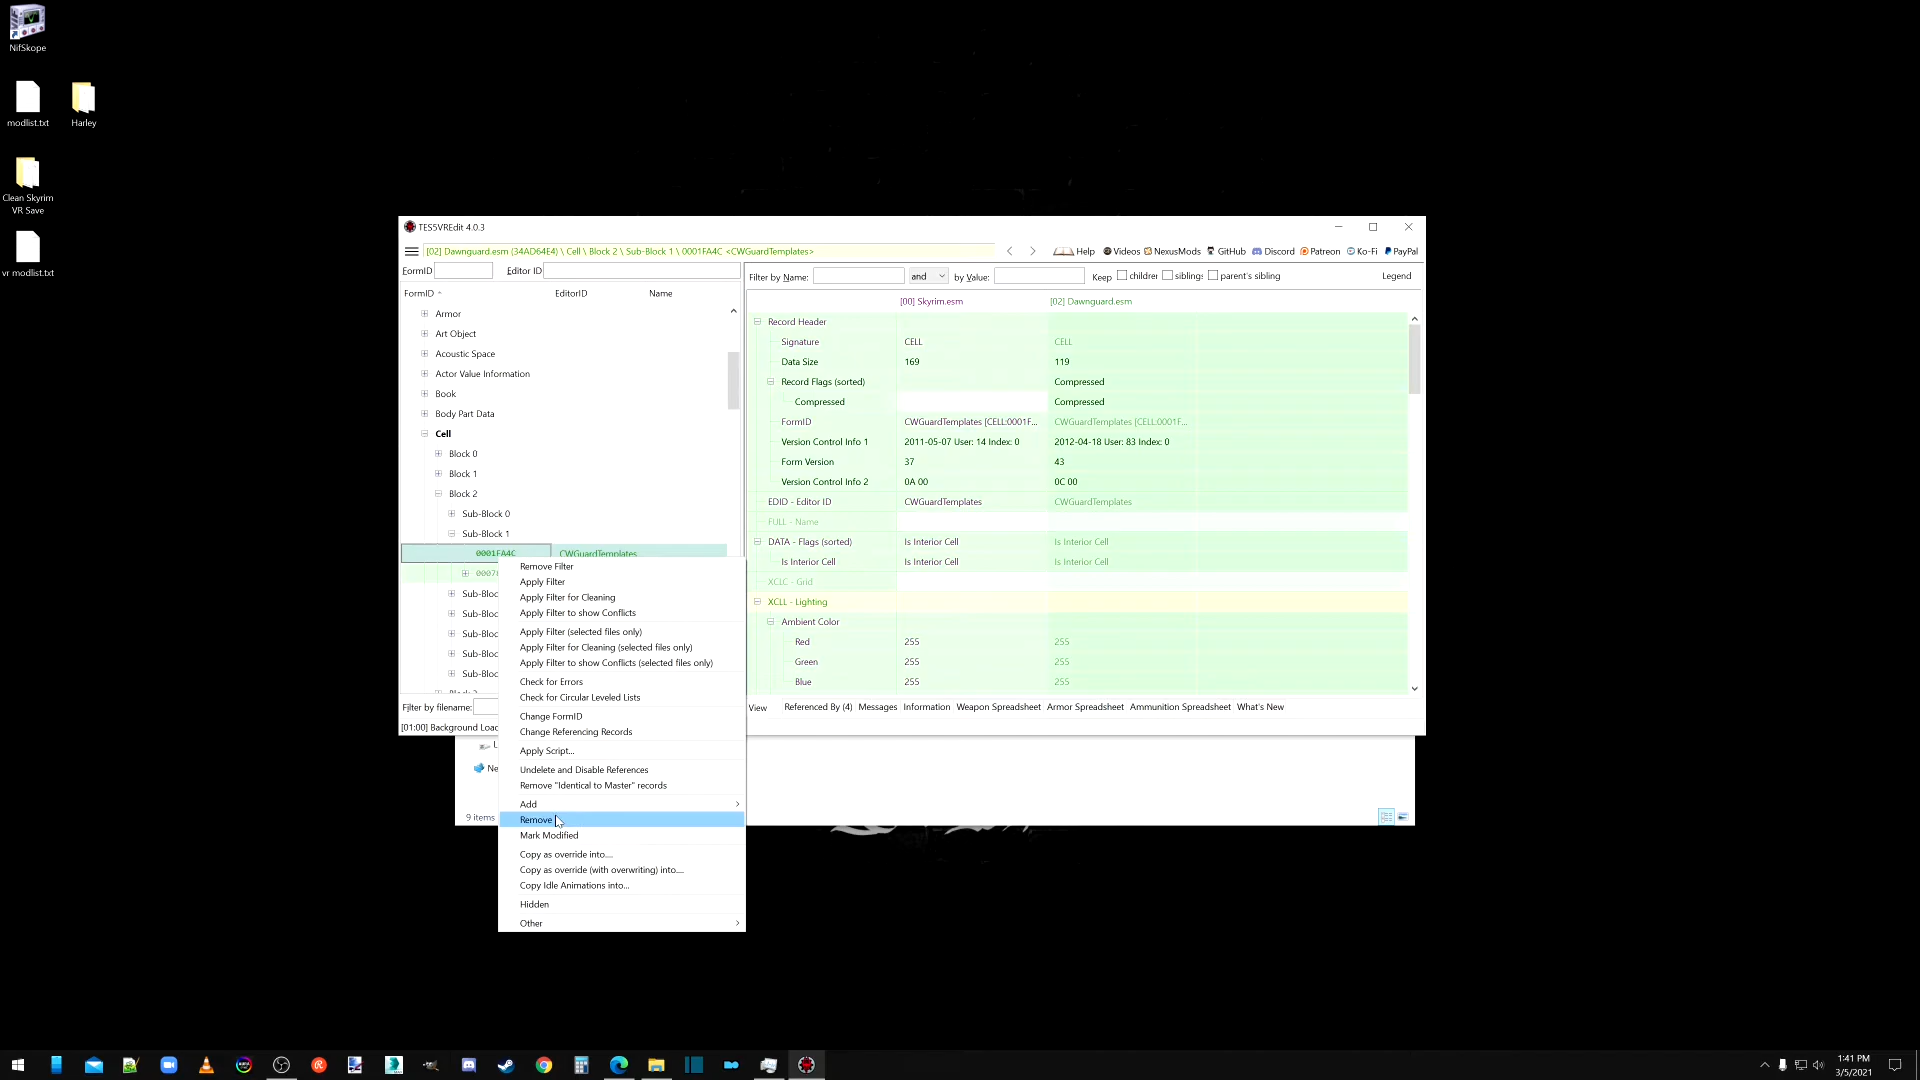 NifSkope
modlist.txt
Harley
Clean Skyrim
VR Save
vr modlist.txt
TES5VREdit 4.0.3
[02] Dawnguard.esm (34AD64E4) \ Cell \ Block 2 \ Sub-Block 1 \ 0001FA4C <CWGuardTemplates>
Help Videos NexusMods GitHub Discord Patreon Ko-Fi PayPal
FormID Editor ID
Filter by Name: and by Value: Keep children siblings parent's sibling Legend
FormID EditorID Name
[00] Skyrim.esm [02] Dawnguard.esm
Armor
Art Object
Acoustic Space
Actor Value Information
Book
Body Part Data
Cell
Block 0
Block 1
Block 2
Sub-Block 0
Sub-Block 1
0001FA4C CWGuardTemplates
Record Header
Signature CELL CELL
Data Size 169 119
Record Flags (sorted) Compressed
Compressed Compressed
FormID CWGuardTemplates [CELL:0001F... CWGuardTemplates [CELL:0001F...
Version Control Info 1 2011-05-07 User: 14 Index: 0 2012-04-18 User: 83 Index: 0
Form Version 37 43
Version Control Info 2 0A 00 0C 00
EDID - Editor ID CWGuardTemplates CWGuardTemplates
FULL - Name
DATA - Flags (sorted) Is Interior Cell Is Interior Cell
Is Interior Cell Is Interior Cell Is Interior Cell
XCLC - Grid
XCLL - Lighting
Ambient Color
Red 255 255
Green 255 255
Blue 255 255
View Referenced By (4) Messages Information Weapon Spreadsheet Armor Spreadsheet Ammunition Spreadsheet What's New
Filter by filename:
[01:00] Background Loa
9 items
Remove Filter
Apply Filter
Apply Filter for Cleaning
Apply Filter to show Conflicts
Apply Filter (selected files only)
Apply Filter for Cleaning (selected files only)
Apply Filter to show Conflicts (selected files only)
Check for Errors
Check for Circular Leveled Lists
Change FormID
Change Referencing Records
Apply Script...
Undelete and Disable References
Remove "Identical to Master" records
Add
Remove
Mark Modified
Copy as override into....
Copy as override (with overwriting) into....
Copy Idle Animations into...
Hidden
Other
1:41 PM
3/5/2021